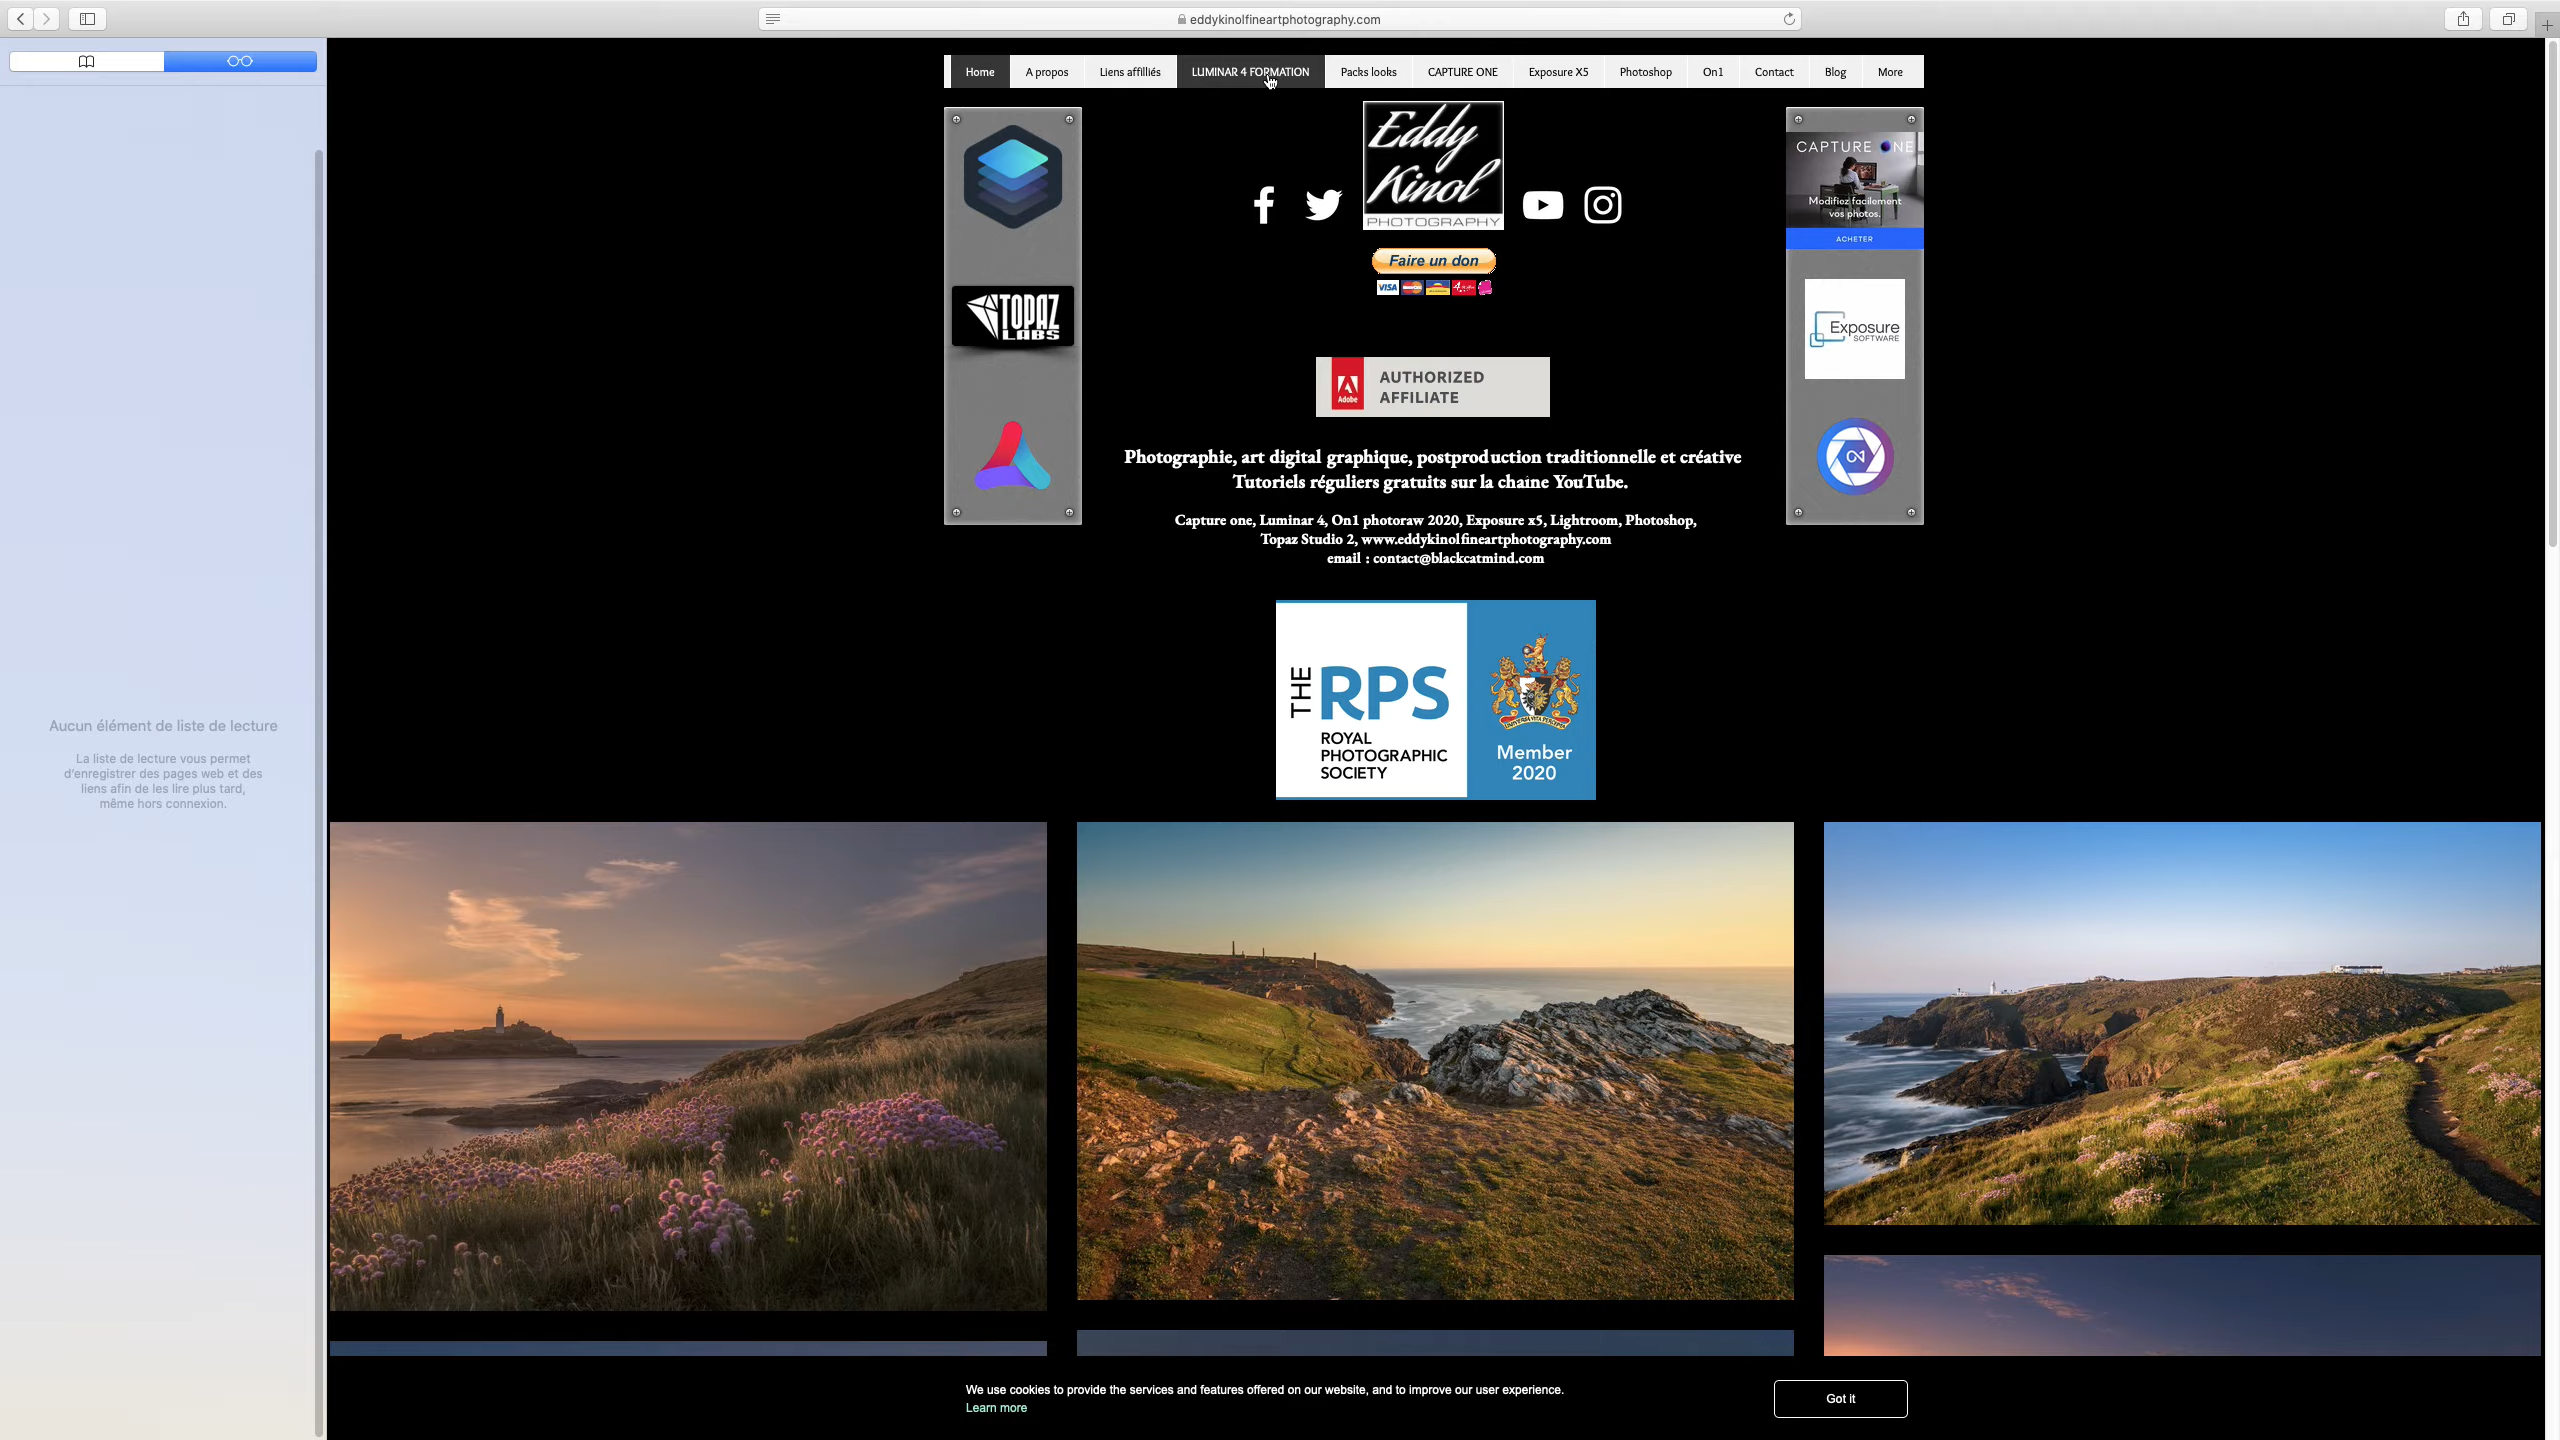 eddykinolfineartphotography.com
Home
A propos
Liens affilliés
LUMINAR 4 FORMATION
Packs looks
CAPTURE ONE
Exposure X5
Photoshop
On1
Contact
Blog
More
Eddy
Kinol
PHOTOGRAPHY
CAPTURE ONE
Modifiez facilement
vos photos.
ACHETER
Faire un don
VISA
TOPAZ
LABS
Exposure
SOFTWARE
Adobe
AUTHORIZED
AFFILIATE
Photographie, art digital graphique, postproduction traditionnelle et créative
Tutoriels réguliers gratuits sur la chaîne YouTube.
Capture one, Luminar 4, On1 photoraw 2020, Exposure x5, Lightroom, Photoshop,
Topaz Studio 2, www.eddykinolfineartphotography.com
email : contact@blackcatmind.com
THE RPS
ROYAL
PHOTOGRAPHIC
SOCIETY
Member
2020
Aucun élément de liste de lecture
La liste de lecture vous permet
d'enregistrer des pages web et des
liens afin de les lire plus tard,
même hors connexion.
We use cookies to provide the services and features offered on our website, and to improve our user experience.
Learn more
Got it